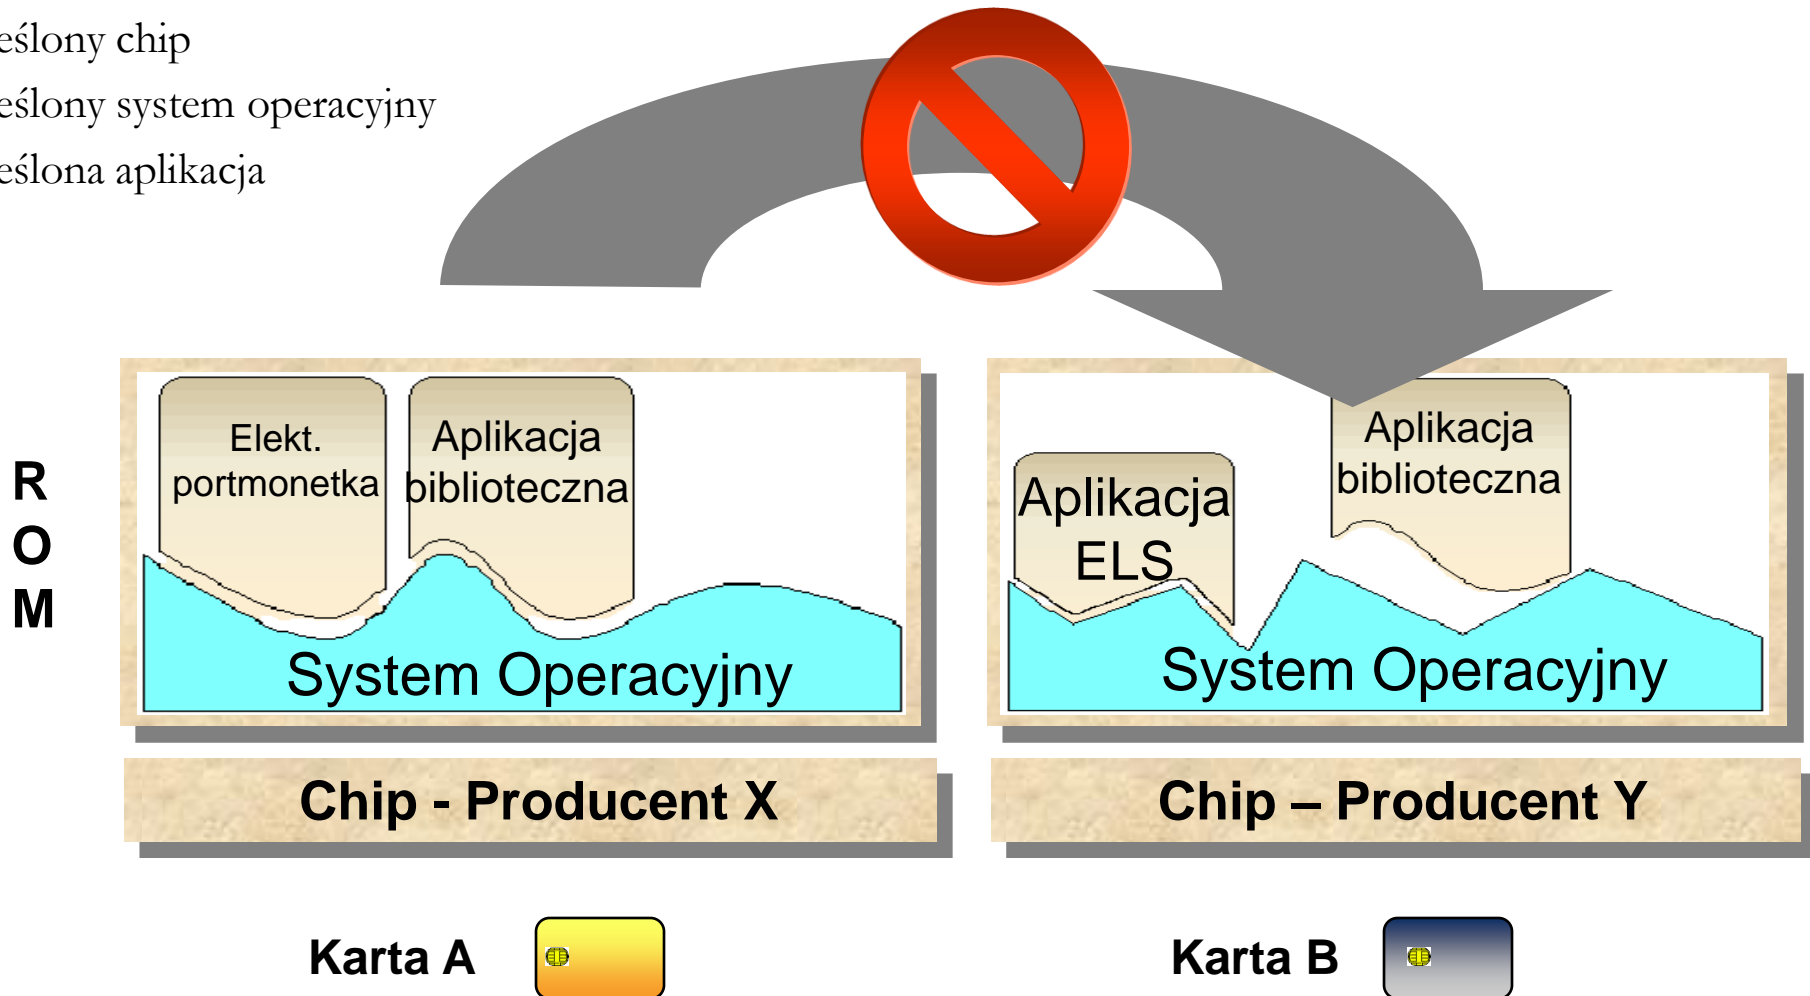 eślony chip
eślony system operacyjny
eślona aplikacja
R
O
M
Elekt.
portmonetka
Aplikacja
biblioteczna
System Operacyjny
Aplikacja
ELS
Aplikacja
biblioteczna
System Operacyjny
Chip - Producent X
Chip – Producent Y
Karta A
Karta B